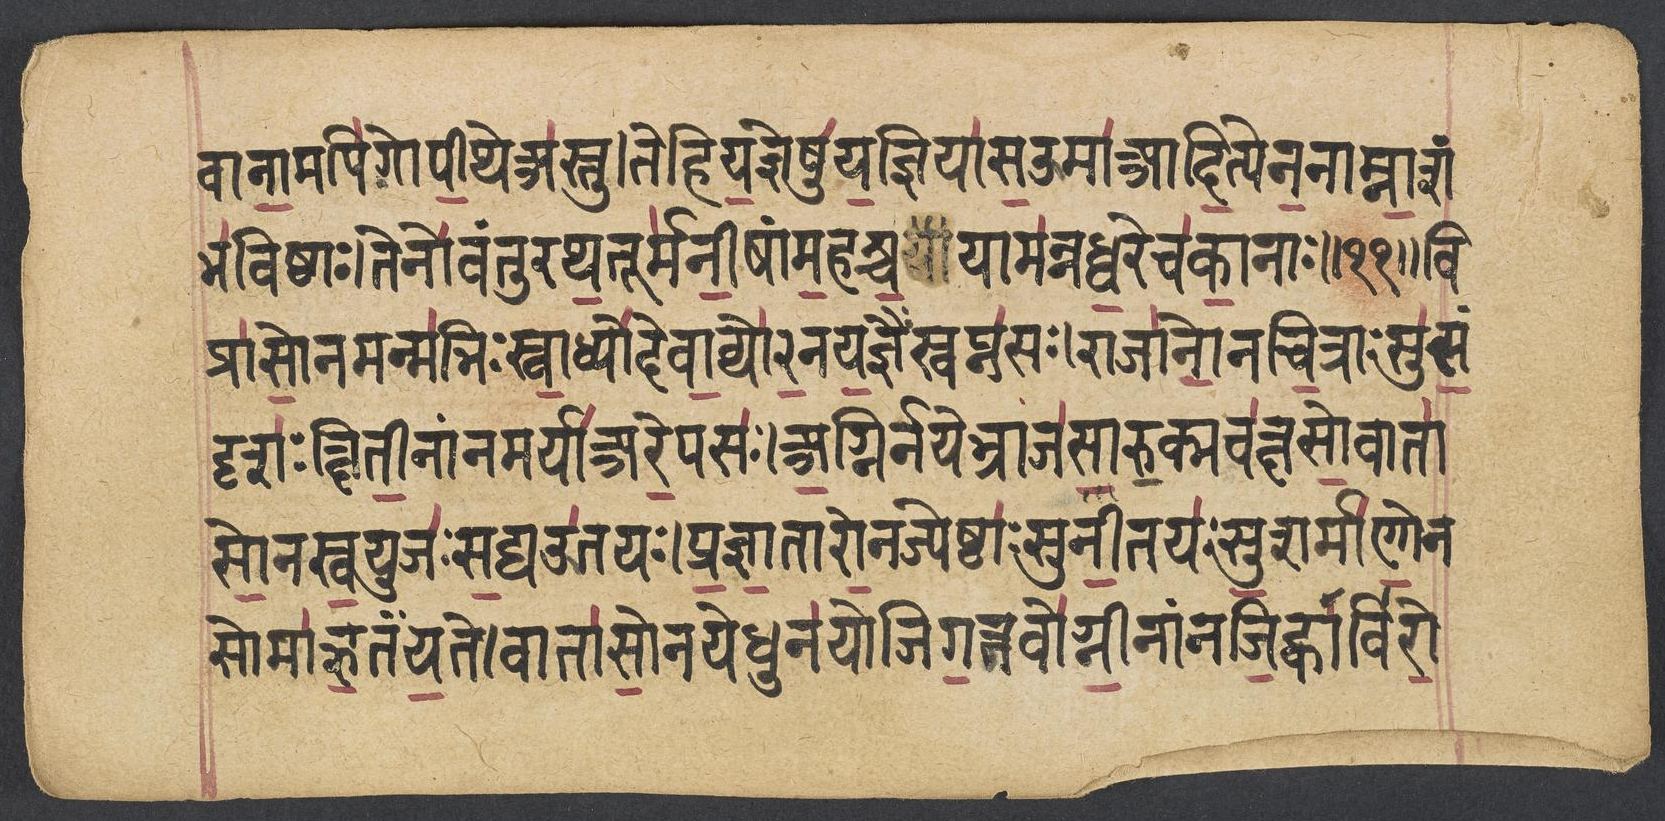 वानामपिगोपीथेअस्तु।तेहियज्ञेषुयज्ञियासऊमाआदित्येननाम्नाशं
भविष्ठाः।तेनोवंतुरथतूर्मनीषांमहश्चयामन्नध्वरेचकानाः॥११॥वि
प्रासोनमन्मभिःस्वाध्योदेवाव्यो३नयज्ञैःस्वप्नसः।राजानोनचित्राःसुसं
दृशःक्षितीनांनमर्याअरेपसः।अग्निर्नयेभ्राजसारुक्मवक्षसोवाता
सोनस्वयुजःसद्यऊतयः।प्रज्ञातारोनज्येष्ठाःसुनीतयःसुशर्माणोन
सोमाऋतंयते।वातासोनयेधुनयोजिगत्नवोग्नीनांनजिह्वाविरो